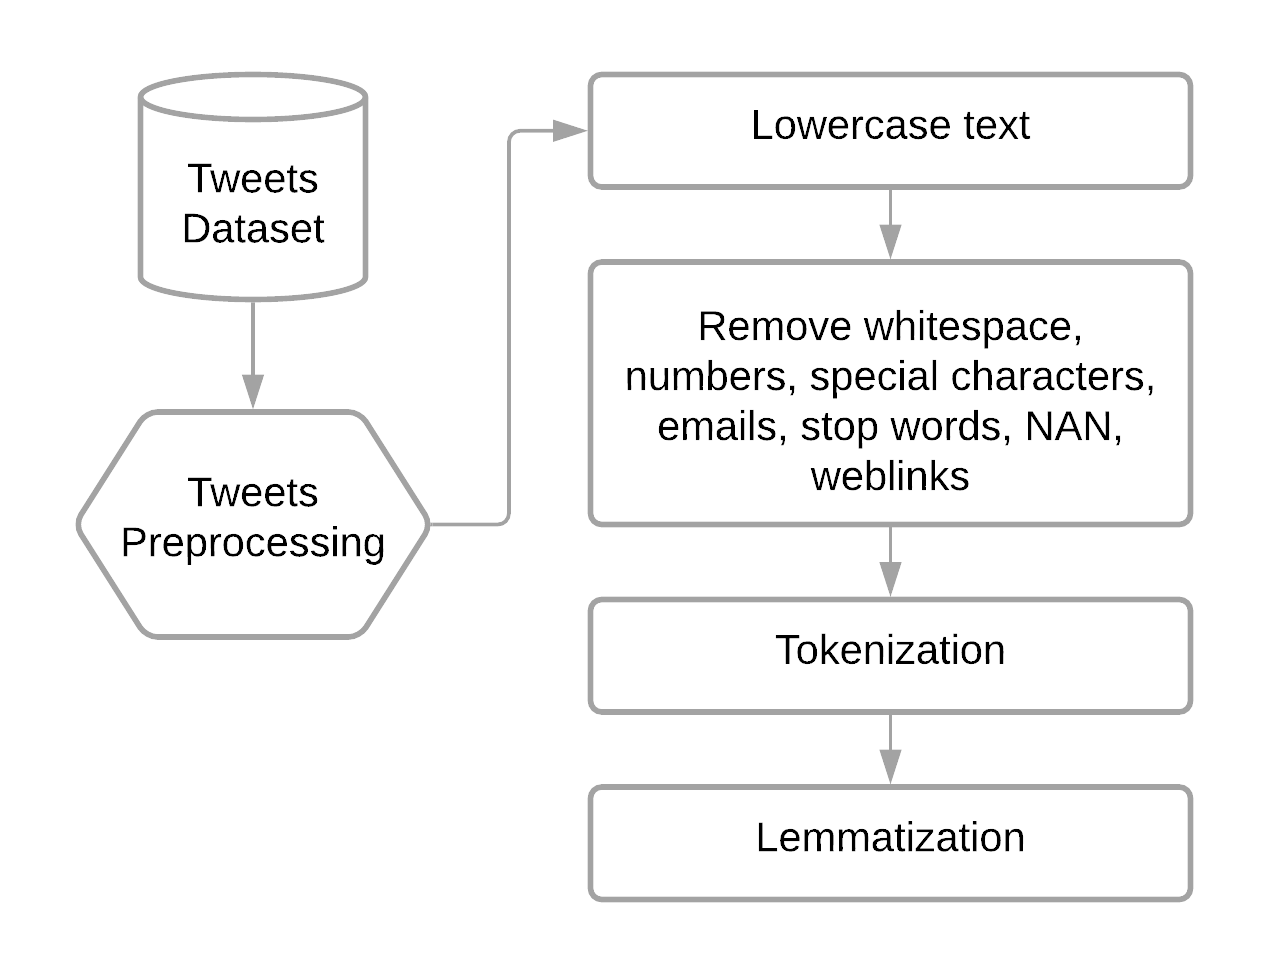 Tweets
Dataset
Tweets
Preprocessing
Lowercase text
Remove whitespace,
numbers, special characters,
emails, stop words, NAN,
weblinks
Tokenization
Lemmatization